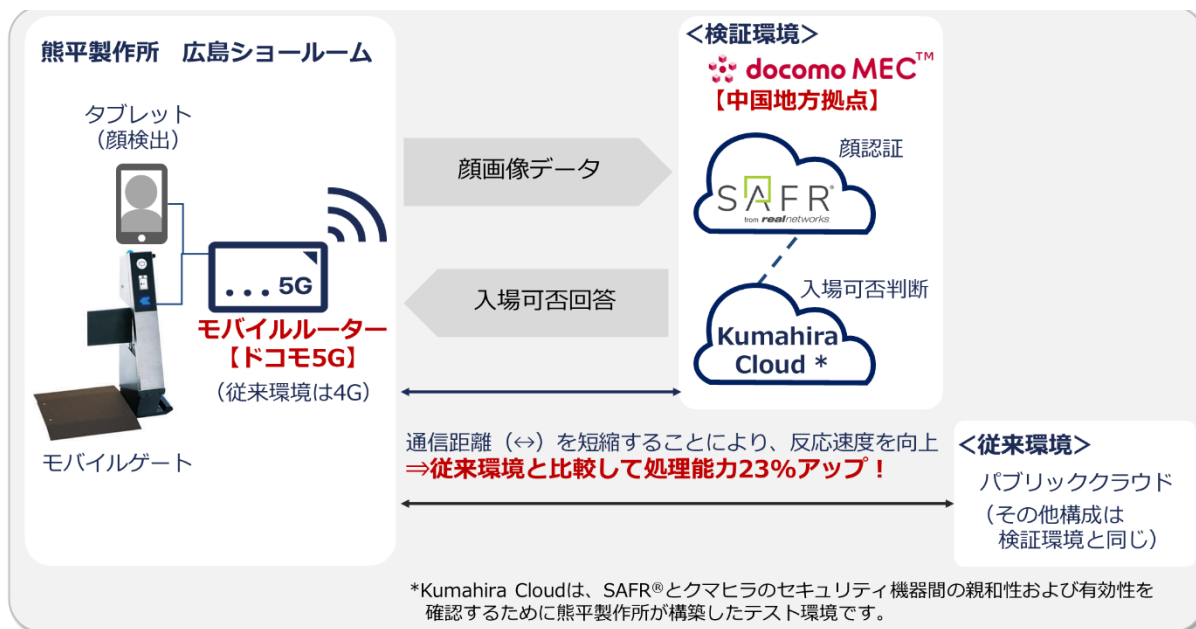 熊平製作所 広島ショールーム
タブレット
（顔検出）
... 5G
モバイルルーター
【ドコモ5G】
（従来環境は4G）
モバイルゲート
顔画像データ
入場可否回答
＜検証環境＞
docomo MEC™
【中国地方拠点】
顔認証
SAFR®
from realnetworks
入場可否判断
Kumahira
Cloud *
通信距離（↔）を短縮することにより、反応速度を向上
⇒従来環境と比較して処理能力23%アップ！
＜従来環境＞
パブリッククラウド
（その他構成は
検証環境と同じ）
*Kumahira Cloudは、SAFR®とクマヒラのセキュリティ機器間の親和性および有効性を
確認するために熊平製作所が構築したテスト環境です。